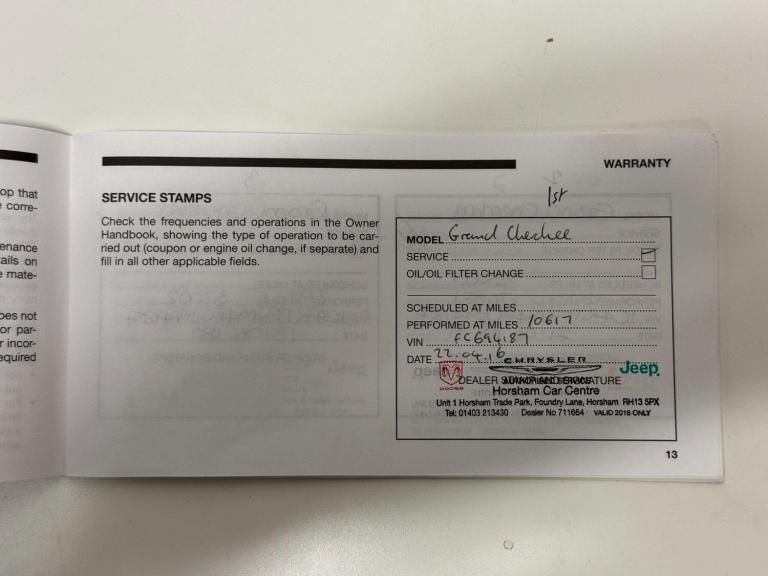 op that
e corre-
enance
ails on
e mate-
oes not
or par-
r incor-
equired
WARRANTY
SERVICE STAMPS
Check the frequencies and operations in the Owner
Handbook, showing the type of operation to be car-
ried out (coupon or engine oil change, if separate) and
fill in all other applicable fields.
1st
MODEL Grand Cherokee
SERVICE
OIL/OIL FILTER CHANGE
SCHEDULED AT MILES
PERFORMED AT MILES 10617
VIN FC694187
DATE 22.04.16
CHRYSLER
Jeep
DODGE
DEALER STAMP AND SIGNATURE
AUTHORISED SERVICE
Horsham Car Centre
Unit 1 Horsham Trade Park, Foundry Lane, Horsham RH13 5PX
Tel: 01403 213430 Dealer No 711654 VALID 2016 ONLY
13